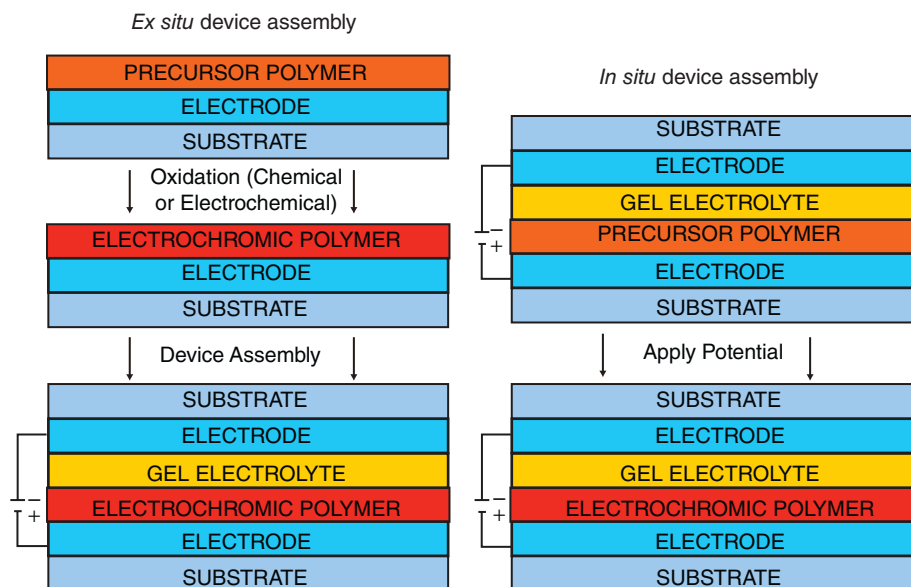 Ex situ device assembly
PRECURSOR POLYMER
ELECTRODE
SUBSTRATE
Oxidation (Chemical
or Electrochemical)
ELECTROCHROMIC POLYMER
ELECTRODE
SUBSTRATE
Device Assembly
SUBSTRATE
ELECTRODE
GEL ELECTROLYTE
−
ELECTROCHROMIC POLYMER
+
ELECTRODE
SUBSTRATE
In situ device assembly
SUBSTRATE
ELECTRODE
GEL ELECTROLYTE
−
PRECURSOR POLYMER
+
ELECTRODE
SUBSTRATE
Apply Potential
SUBSTRATE
ELECTRODE
GEL ELECTROLYTE
−
ELECTROCHROMIC POLYMER
+
ELECTRODE
SUBSTRATE